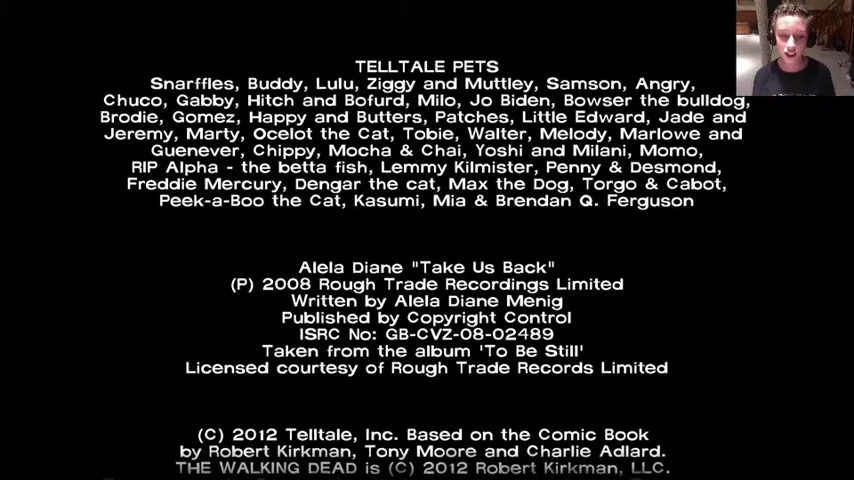 TELLTALE PETS
Snarffles, Buddy, Lulu, Ziggy and Muttley, Samson, Angry,
Chuco, Gabby, Hitch and Bofurd, Milo, Jo Biden, Bowser the bulldog,
Brodie, Gomez, Happy and Butters, Patches, Little Edward, Jade and
Jeremy, Marty, Ocelot the Cat, Tobie, Walter, Melody, Marlowe and
Guenever, Chippy, Mocha & Chai, Yoshi and Milani, Momo,
RIP Alpha - the betta fish, Lemmy Kilmister, Penny & Desmond,
Freddie Mercury, Dengar the cat, Max the Dog, Torgo & Cabot,
Peek-a-Boo the Cat, Kasumi, Mia & Brendan Q. Ferguson
Alela Diane "Take Us Back"
(P) 2008 Rough Trade Recordings Limited
Written by Alela Diane Menig
Published by Copyright Control
ISRC No: GB-CVZ-08-02489
Taken from the album 'To Be Still'
Licensed courtesy of Rough Trade Records Limited
(C) 2012 Telltale, Inc. Based on the Comic Book
by Robert Kirkman, Tony Moore and Charlie Adlard.
THE WALKING DEAD is (C) 2012 Robert Kirkman, LLC.